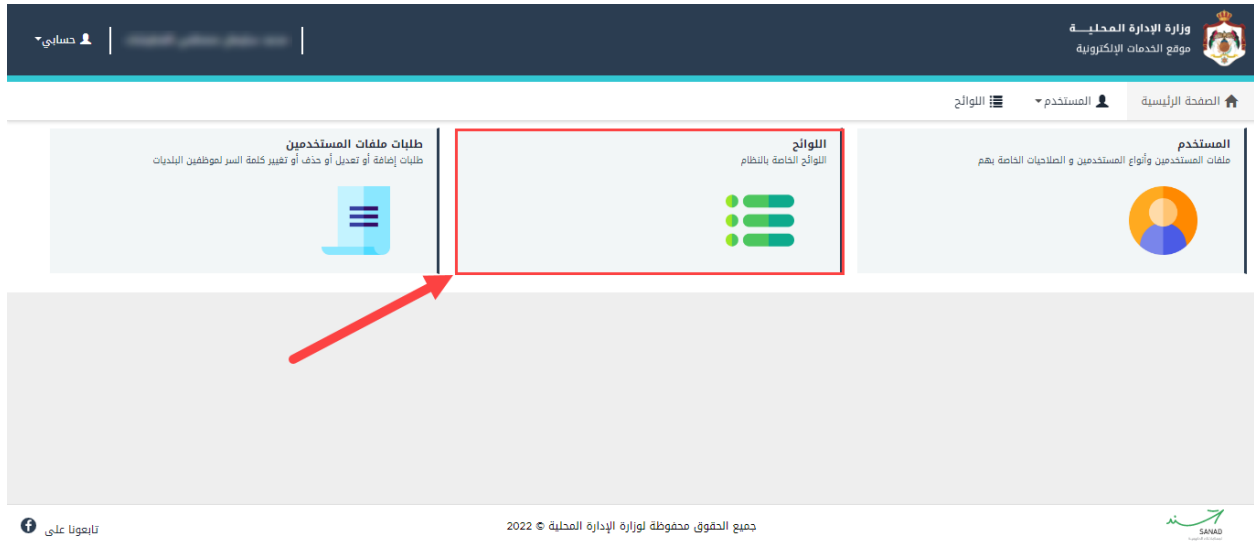 وزارة الإدارة المحليـــة
موقع الخدمات الإلكترونية
حسابي
الصفحة الرئيسية
المستخدم
اللوائح
المستخدم
ملفات المستخدمين وأنواع المستخدمين و الصلاحيات الخاصة بهم
اللوائح
اللوائح الخاصة بالنظام
طلبات ملفات المستخدمين
طلبات إضافة أو تعديل أو حذف أو تغيير كلمة السر لموظفين البلديات
SANAD
جميع الحقوق محفوظة لوزارة الإدارة المحلية © 2022
تابعونا على